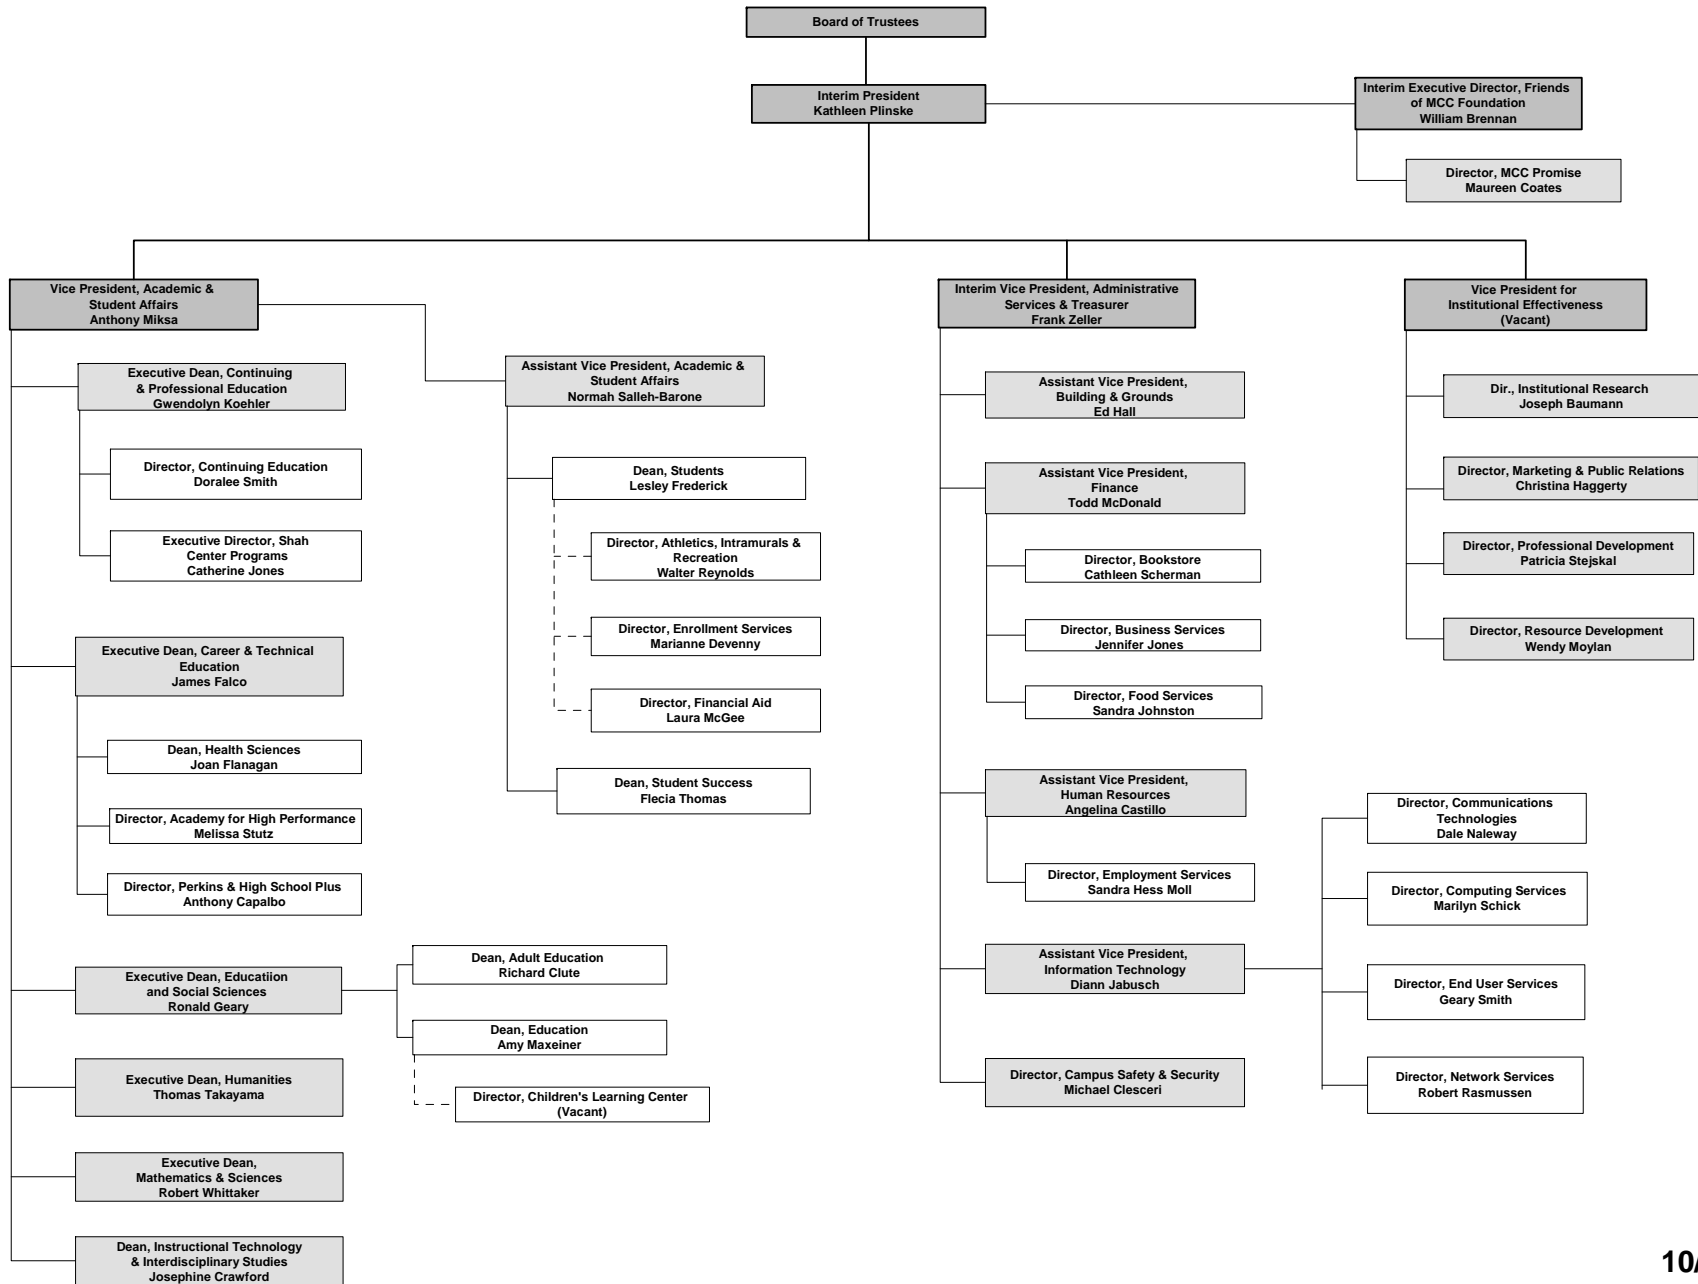 Board of Trustees
Interim President
Kathleen Plinske
Interim Executive Director, Friends
of MCC Foundation
William Brennan
Director, MCC Promise
Maureen Coates
Vice President, Academic &
Student Affairs
Anthony Miksa
Executive Dean, Continuing
& Professional Education
Gwendolyn Koehler
Director, Continuing Education
Doralee Smith
Executive Director, Shah
Center Programs
Catherine Jones
Executive Dean, Career & Technical
Education
James Falco
Dean, Health Sciences
Joan Flanagan
Director, Academy for High Performance
Melissa Stutz
Director, Perkins & High School Plus
Anthony Capalbo
Executive Dean, Educatiion
and Social Sciences
Ronald Geary
Dean, Adult Education
Richard Clute
Dean, Education
Amy Maxeiner
Director, Children's Learning Center
(Vacant)
Executive Dean, Humanities
Thomas Takayama
Executive Dean,
Mathematics & Sciences
Robert Whittaker
Dean, Instructional Technology
& Interdisciplinary Studies
Josephine Crawford
Assistant Vice President, Academic &
Student Affairs
Normah Salleh-Barone
Dean, Students
Lesley Frederick
Director, Athletics, Intramurals &
Recreation
Walter Reynolds
Director, Enrollment Services
Marianne Devenny
Director, Financial Aid
Laura McGee
Dean, Student Success
Flecia Thomas
Interim Vice President, Administrative
Services & Treasurer
Frank Zeller
Assistant Vice President,
Building & Grounds
Ed Hall
Assistant Vice President,
Finance
Todd McDonald
Director, Bookstore
Cathleen Scherman
Director, Business Services
Jennifer Jones
Director, Food Services
Sandra Johnston
Assistant Vice President,
Human Resources
Angelina Castillo
Director, Employment Services
Sandra Hess Moll
Assistant Vice President,
Information Technology
Diann Jabusch
Director, Communications
Technologies
Dale Naleway
Director, Computing Services
Marilyn Schick
Director, End User Services
Geary Smith
Director, Network Services
Robert Rasmussen
Director, Campus Safety & Security
Michael Clesceri
Vice President for
Institutional Effectiveness
(Vacant)
Dir., Institutional Research
Joseph Baumann
Director, Marketing & Public Relations
Christina Haggerty
Director, Professional Development
Patricia Stejskal
Director, Resource Development
Wendy Moylan
10/